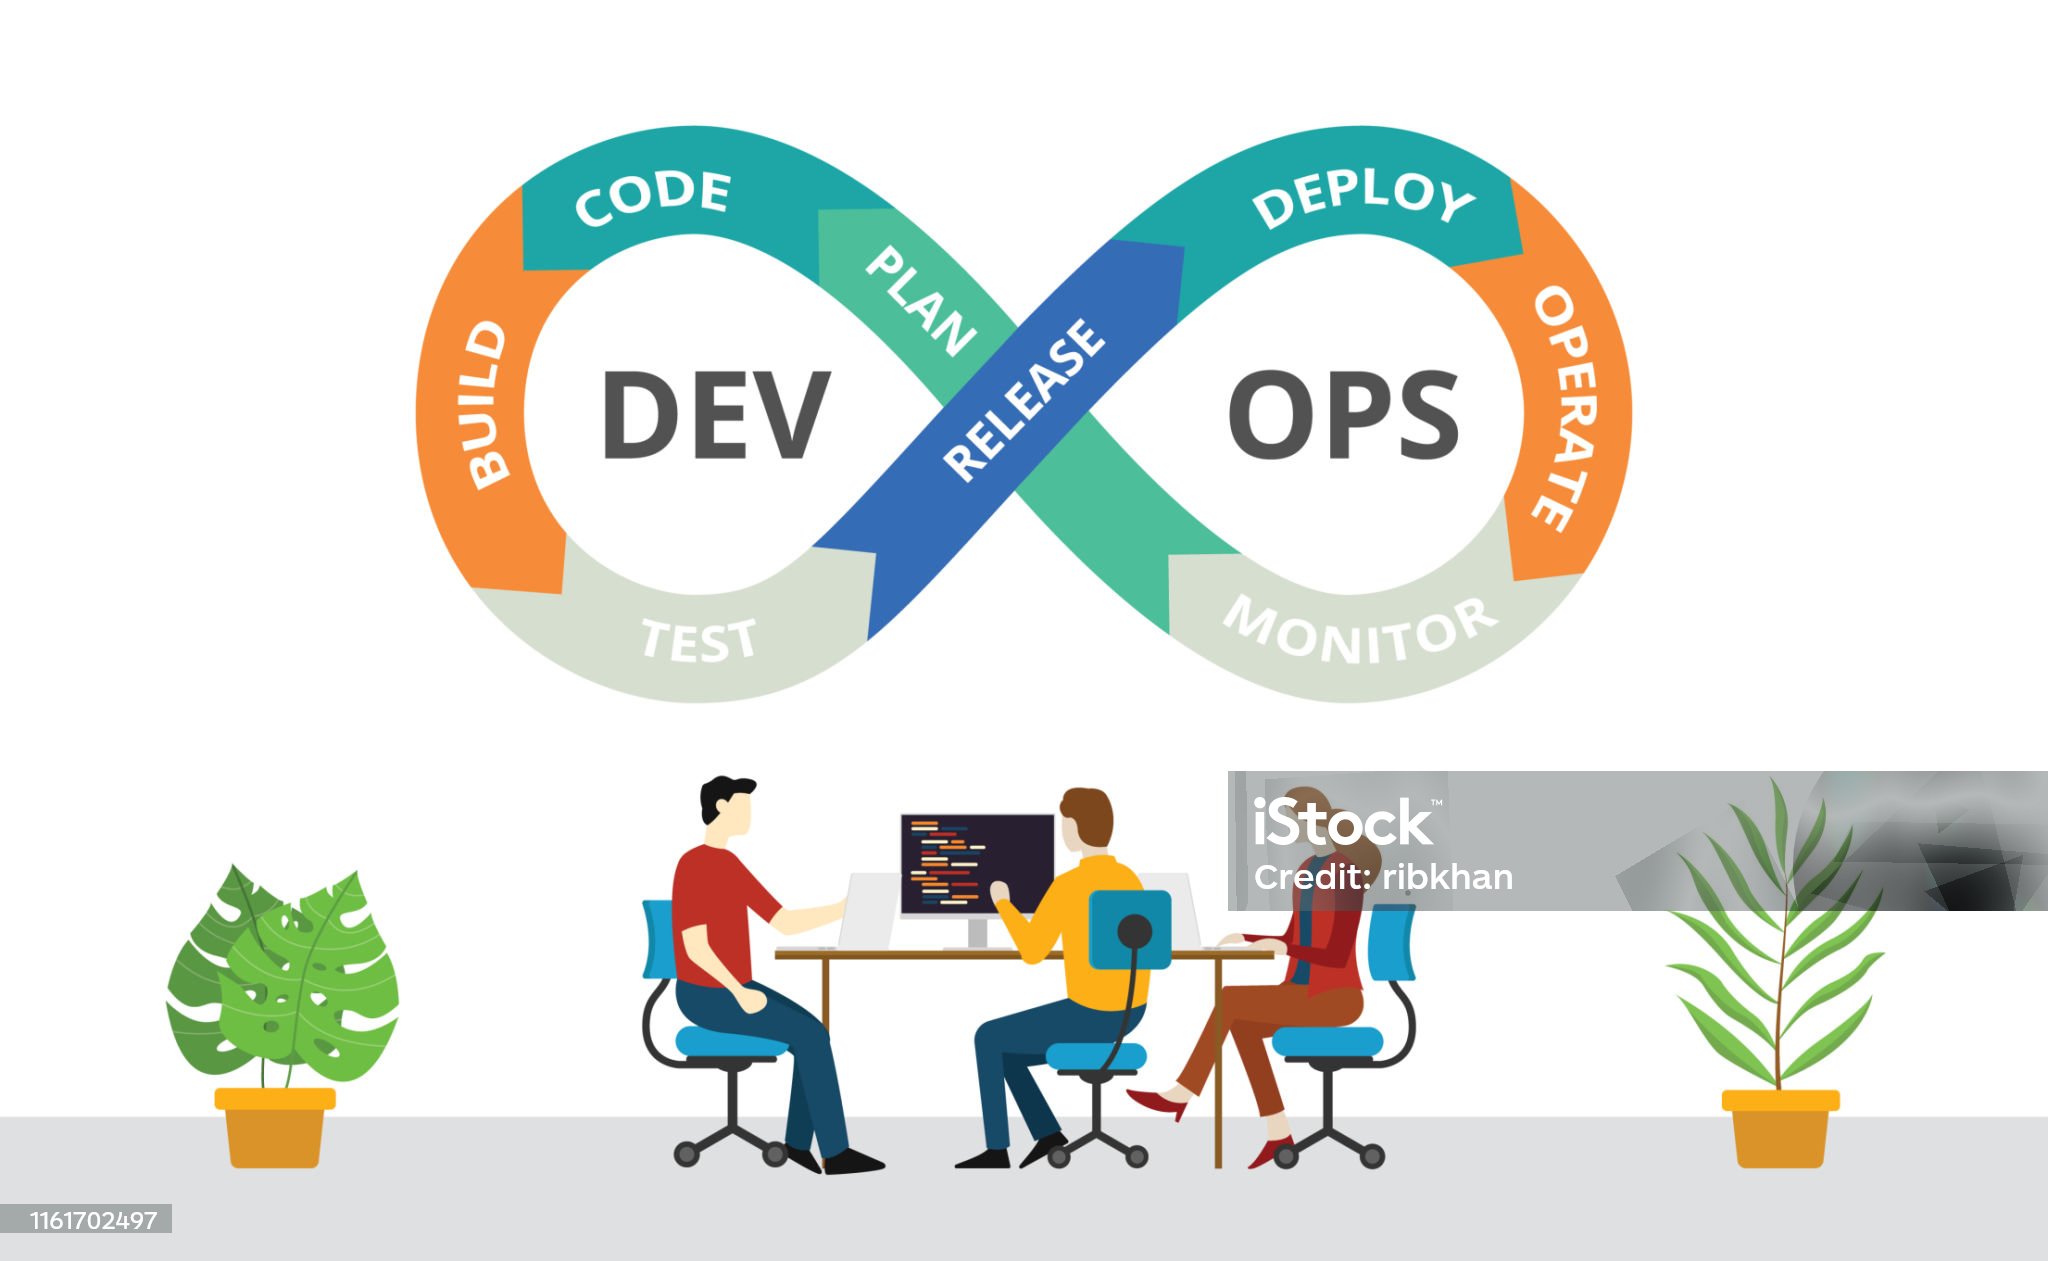 CODE
PLAN
BUILD
DEV
TEST
RELEASE
DEPLOY
OPERATE
OPS
MONITOR
iStock™
Credit: ribkhan
1161702497